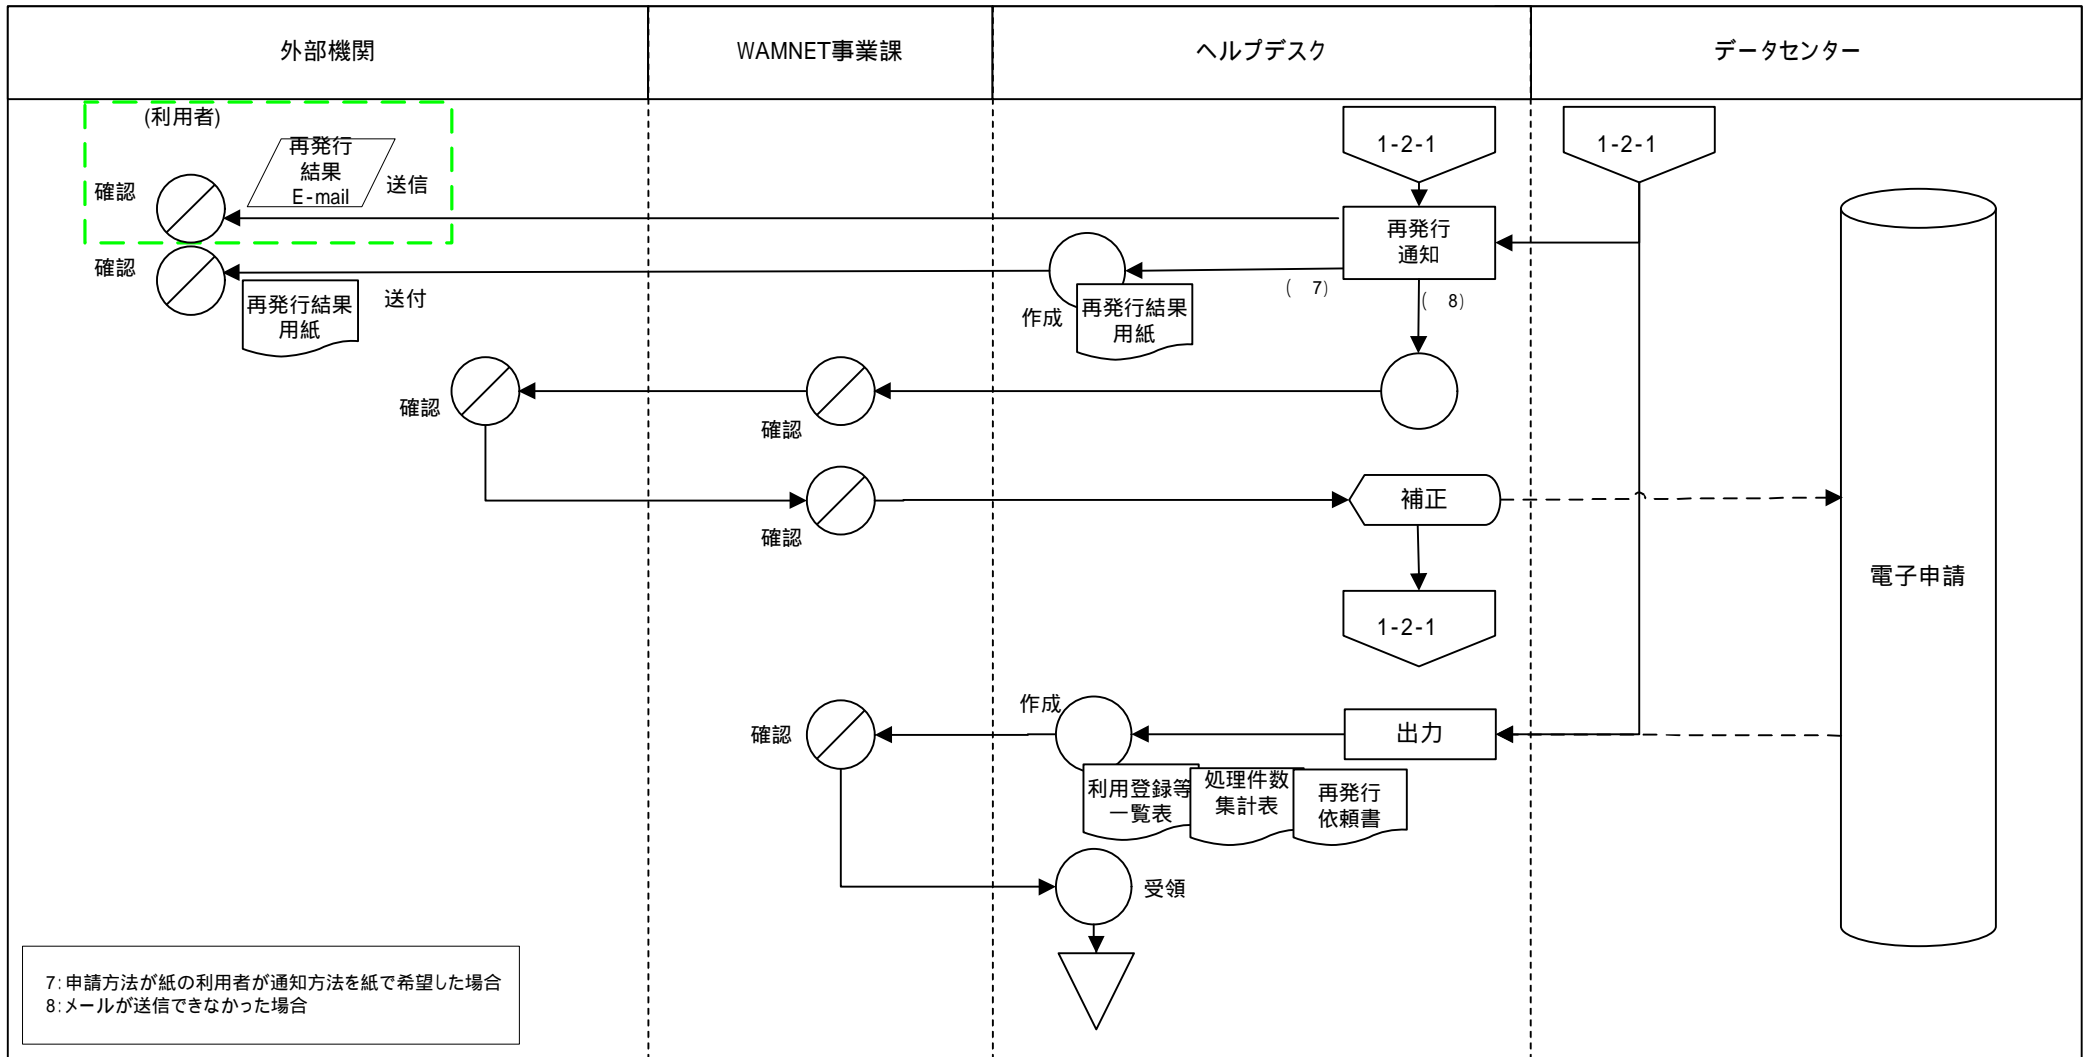 外部機関
WAMNET事業課
ヘルプデスク
データセンター
(利用者)
再発行
結果
E-mail
送信
確認
1-2-1
1-2-1
再発行
通知
確認
再発行結果
用紙
送付
作成
再発行結果
用紙
( 7)
( 8)
確認
確認
確認
補正
電子申請
1-2-1
確認
作成
出力
利用登録等
一覧表
処理件数
集計表
再発行
依頼書
受領
7:申請方法が紙の利用者が通知方法を紙で希望した場合
8:メールが送信できなかった場合